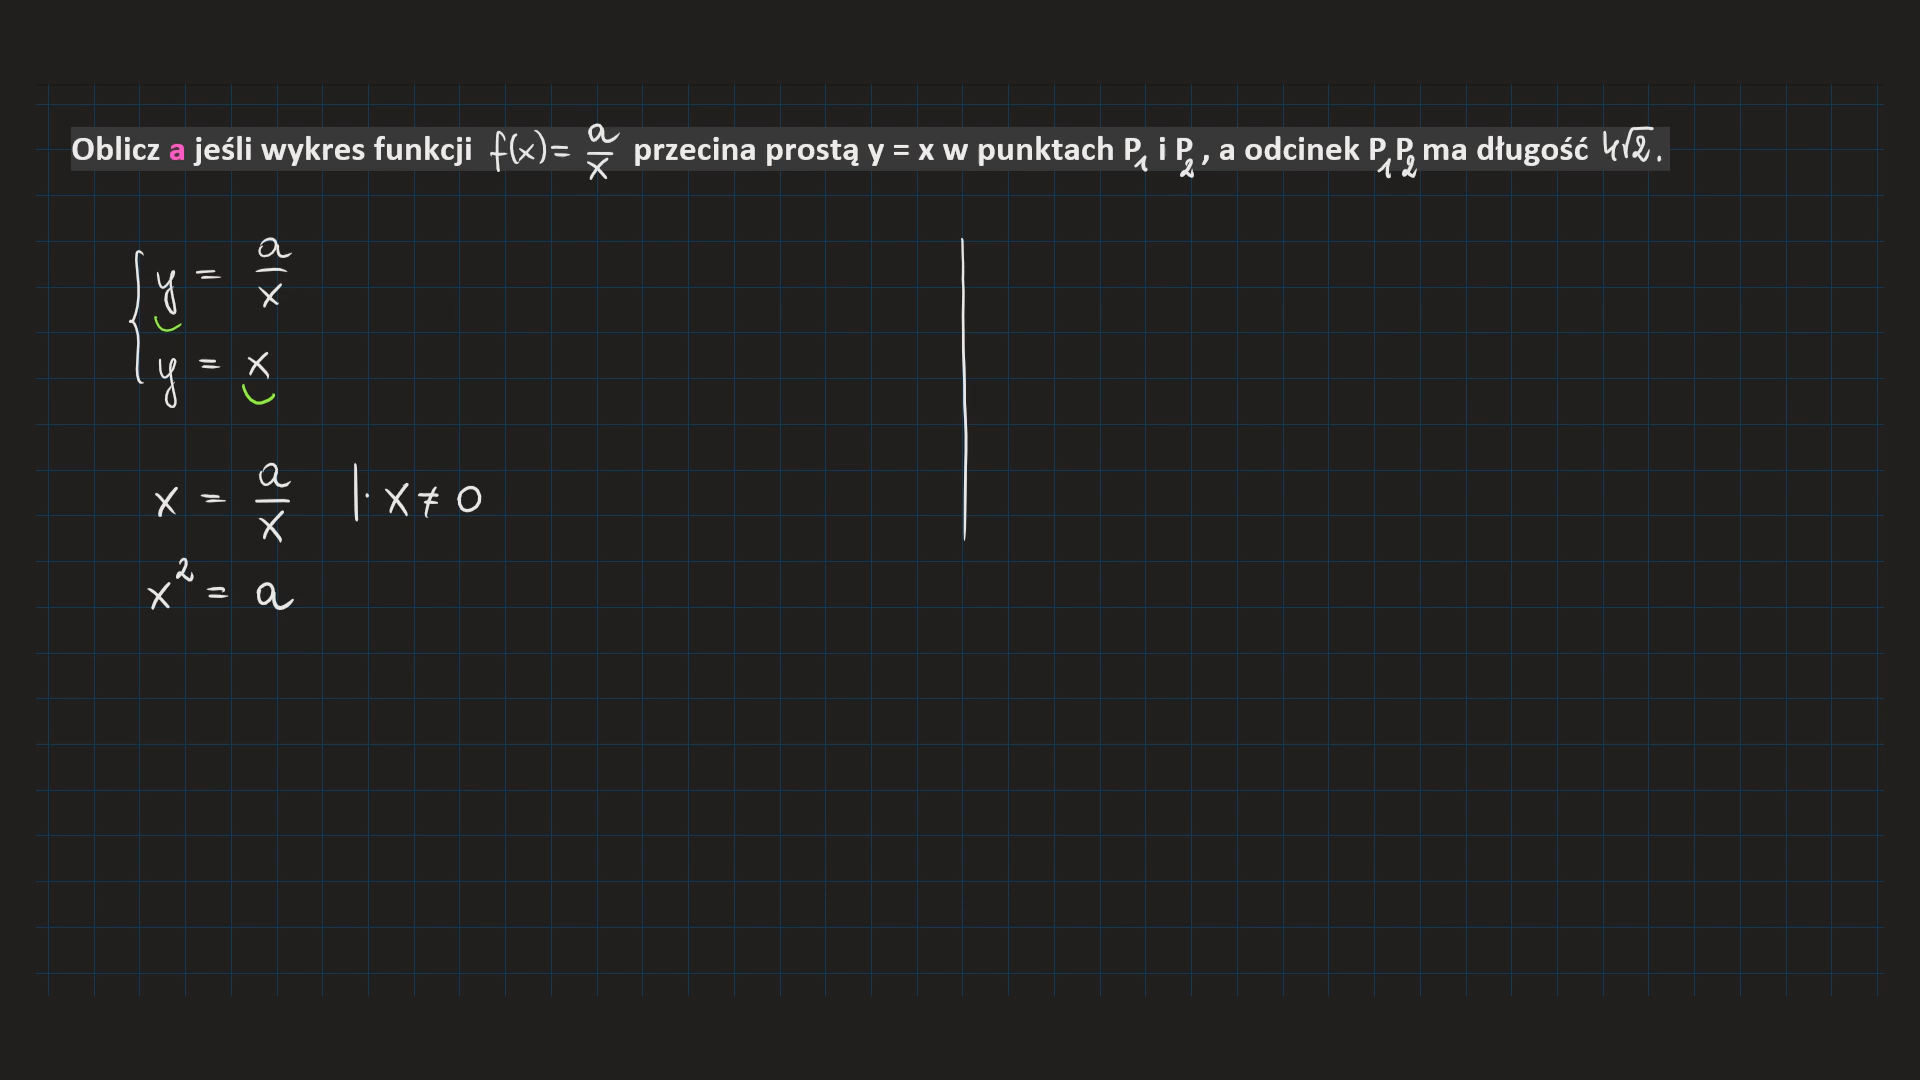 Oblicz a jeśli wykres funkcji f(x) = a/x przecina prostą y = x w punktach P₁ i P₂, a odcinek P₁P₂ ma długość 4√2.
y = a/x
y = x
x = a/x |· x ≠ 0
x² = a